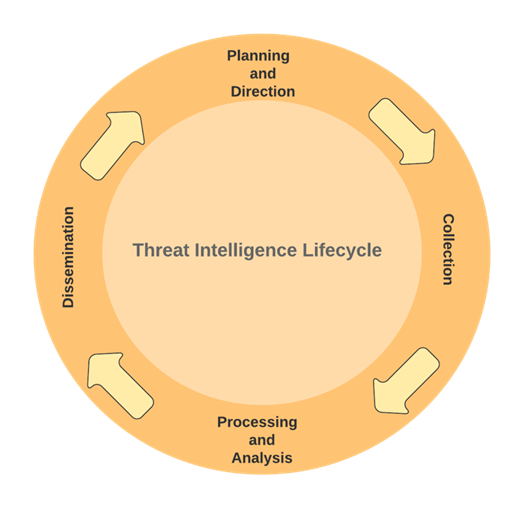 Planning
and
Direction
Collection
Threat Intelligence Lifecycle
Dissemination
Processing
and
Analysis